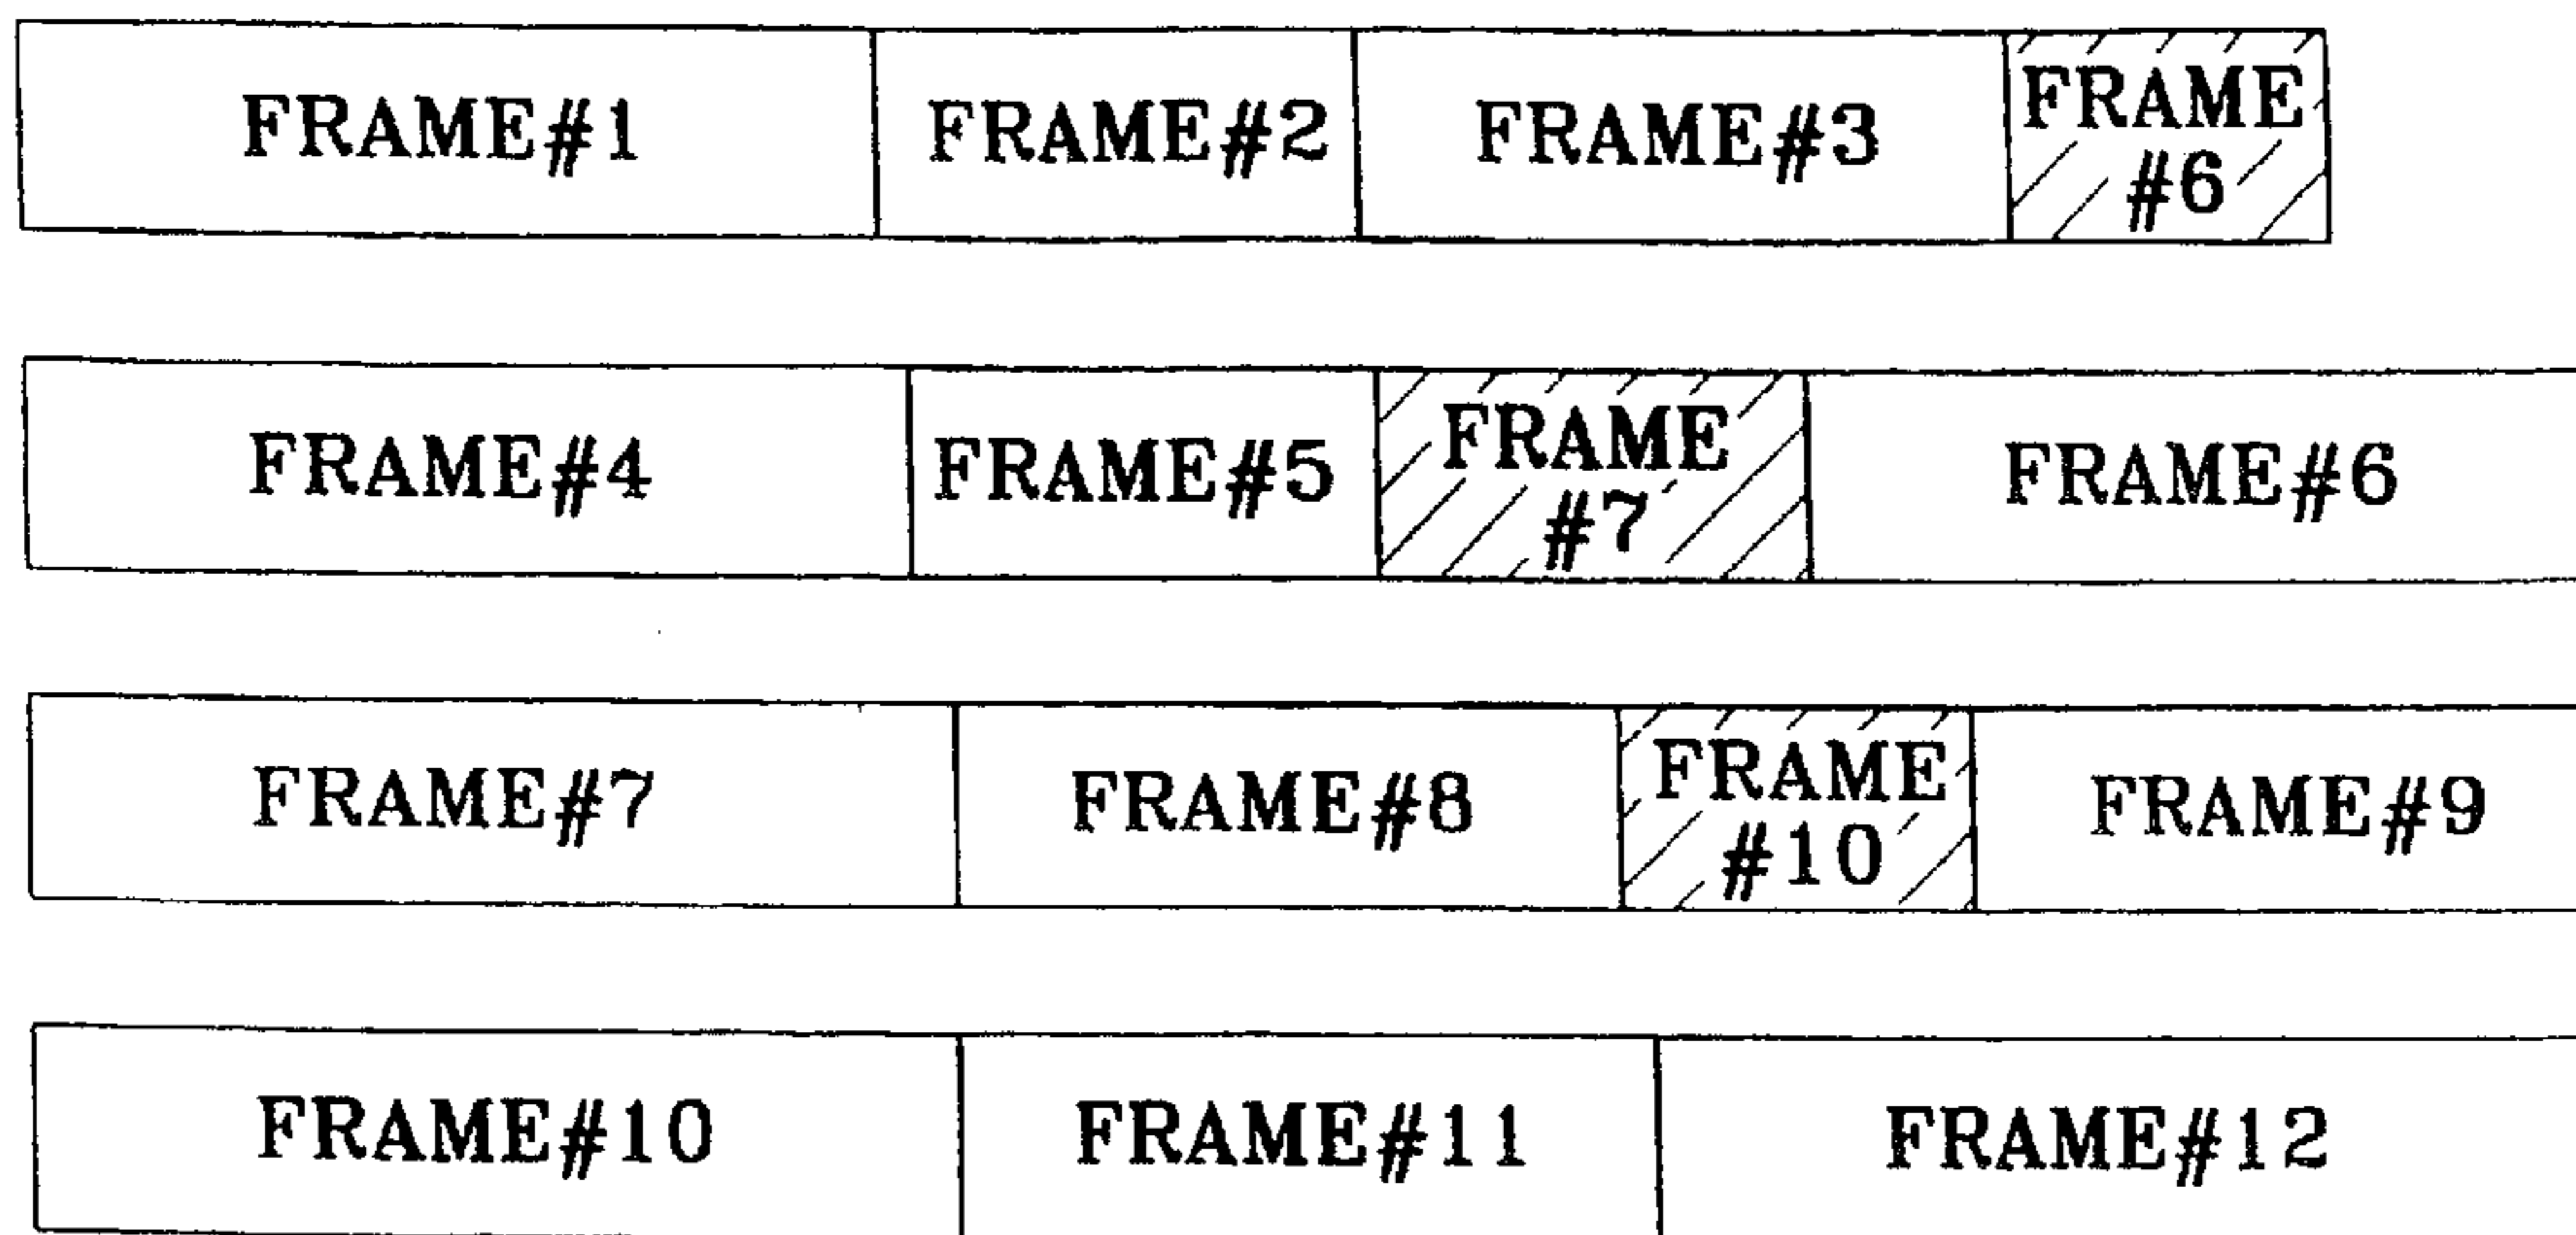 FRAME#1 FRAME#2 FRAME#3 FRAME
#6
FRAME#4 FRAME#5 FRAME
#7 FRAME#6
FRAME#7 FRAME#8 FRAME
#10 FRAME#9
FRAME#10 FRAME#11 FRAME#12